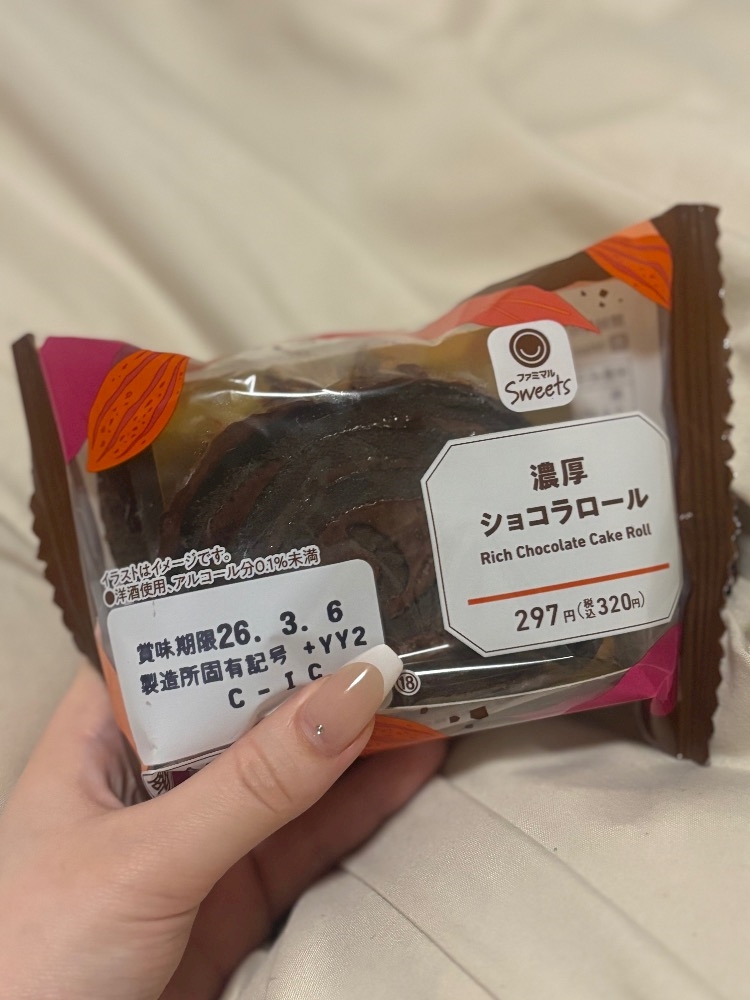 ファミマル
Sweets
濃厚
ショコラロール
Rich Chocolate Cake Roll
297円(税込320円)
イラストはイメージです。
●洋酒使用、アルコール分0.1%未満
賞味期限26. 3. 6
製造所固有記号 +YY2
C - I C
18